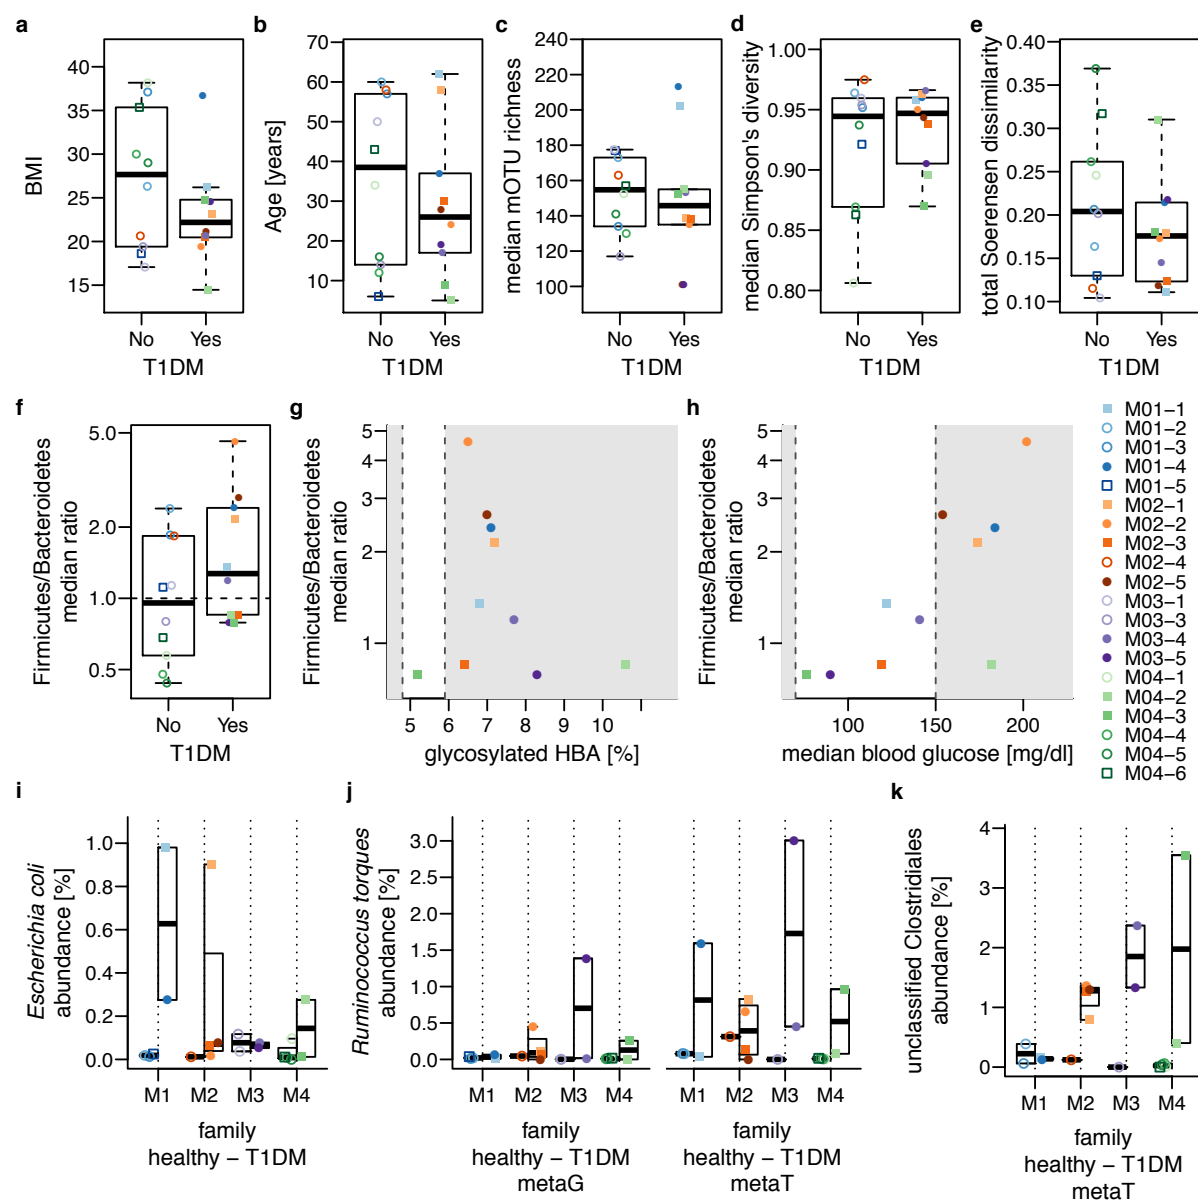 a
40
35
30
25
20
15
BMI
No Yes
T1DM
b
70
60
50
40
30
20
10
Age [years]
No Yes
T1DM
c
240
220
200
180
160
140
120
100
median mOTU richness
No Yes
T1DM
d
1.00
0.95
0.90
0.85
0.80
median Simpson's diversity
No Yes
T1DM
e
0.40
0.35
0.30
0.25
0.20
0.15
0.10
total Soerensen dissimilarity
No Yes
T1DM
f
5.0
2.0
1.0
0.5
Firmicutes/Bacteroidetes
median ratio
No Yes
T1DM
g
5
4
3
2
1
Firmicutes/Bacteroidetes
median ratio
5 6 7 8 9 10
glycosylated HBA [%]
h
5
4
3
2
1
Firmicutes/Bacteroidetes
median ratio
100 150 200
median blood glucose [mg/dl]
M01−1
M01−2
M01−3
M01−4
M01−5
M02−1
M02−2
M02−3
M02−4
M02−5
M03−1
M03−3
M03−4
M03−5
M04−1
M04−2
M04−3
M04−4
M04−5
M04−6
i
1.0
0.8
0.6
0.4
0.2
0.0
Escherichia coli
abundance [%]
M1 M2 M3 M4
family
healthy − T1DM
j
3.0
2.5
2.0
1.5
1.0
0.5
0.0
Ruminococcus torques
abundance [%]
M1 M2 M3 M4
family
healthy − T1DM
metaG
M1 M2 M3 M4
family
healthy − T1DM
metaT
k
4
3
2
1
0
unclassified Clostridiales
abundance [%]
M1 M2 M3 M4
family
healthy − T1DM
metaT